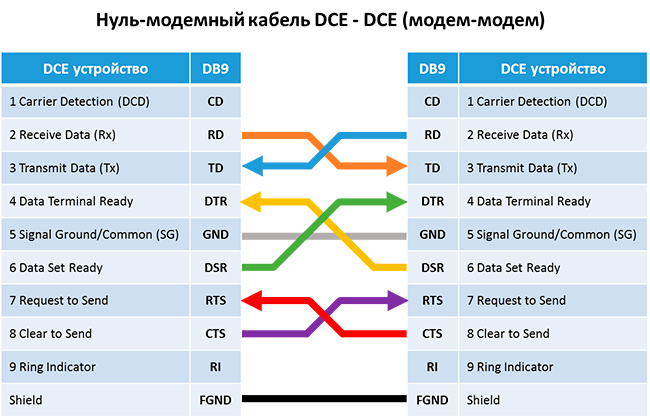 Нуль-модемный кабель DCE - DCE (модем-модем)
DCE устройство DB9 DB9 DCE устройство
1 Carrier Detection (DCD) CD CD 1 Carrier Detection (DCD)
2 Receive Data (Rx) RD RD 2 Receive Data (Rx)
3 Transmit Data (Tx) TD TD 3 Transmit Data (Tx)
4 Data Terminal Ready DTR DTR 4 Data Terminal Ready
5 Signal Ground/Common (SG) GND GND 5 Signal Ground/Common (SG)
6 Data Set Ready DSR DSR 6 Data Set Ready
7 Request to Send RTS RTS 7 Request to Send
8 Clear to Send CTS CTS 8 Clear to Send
9 Ring Indicator RI RI 9 Ring Indicator
Shield FGND FGND Shield